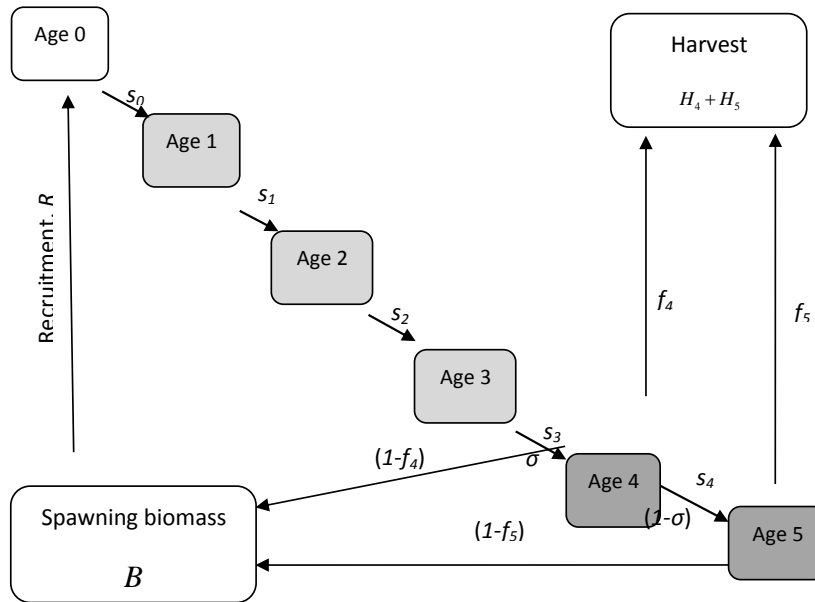 Age 0
Harvest
H₄ + H₅
s₀
Age 1
s₁
Age 2
Recruitment, R
s₂
f₄
f₅
Age 3
s₃
(1-f₄)
σ
Age 4
s₄
Spawning biomass
B
(1-f₅)
(1-σ)
Age 5